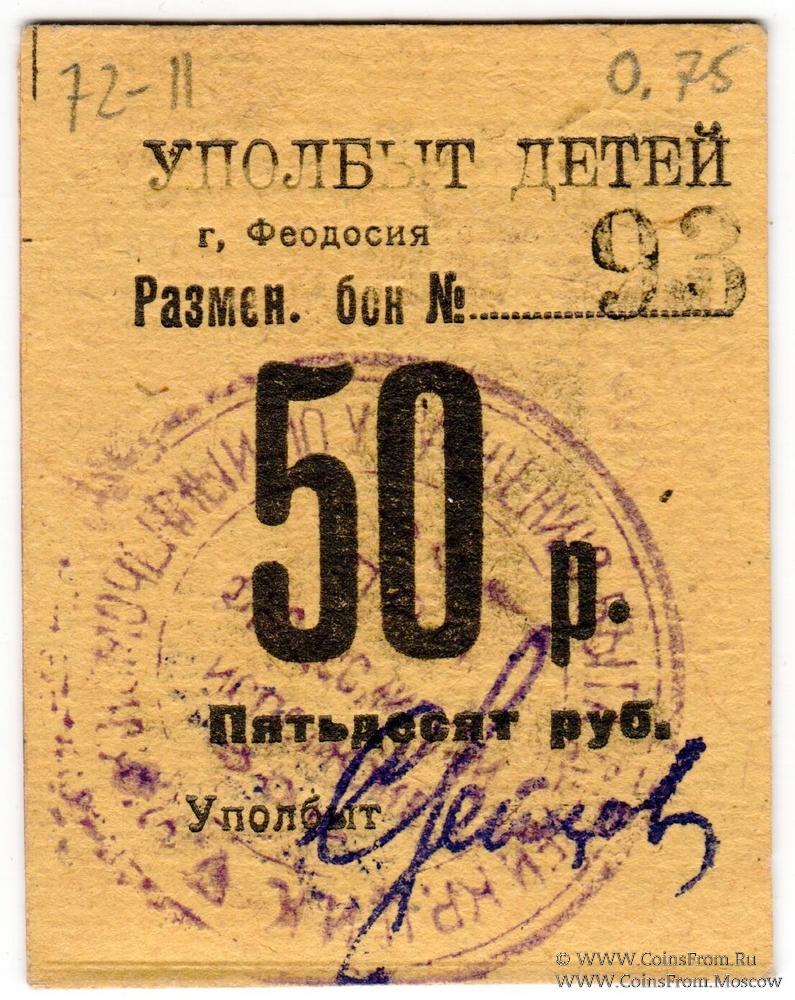 72-11 0.75
УПОЛБЫТ ДЕТЕЙ
г, Феодосия
Размен. бон № 93
50 р.
Пятьдесят руб.
Уполбыт
© WWW.CoinsFrom.Ru
WWW.CoinsFrom.Moscow